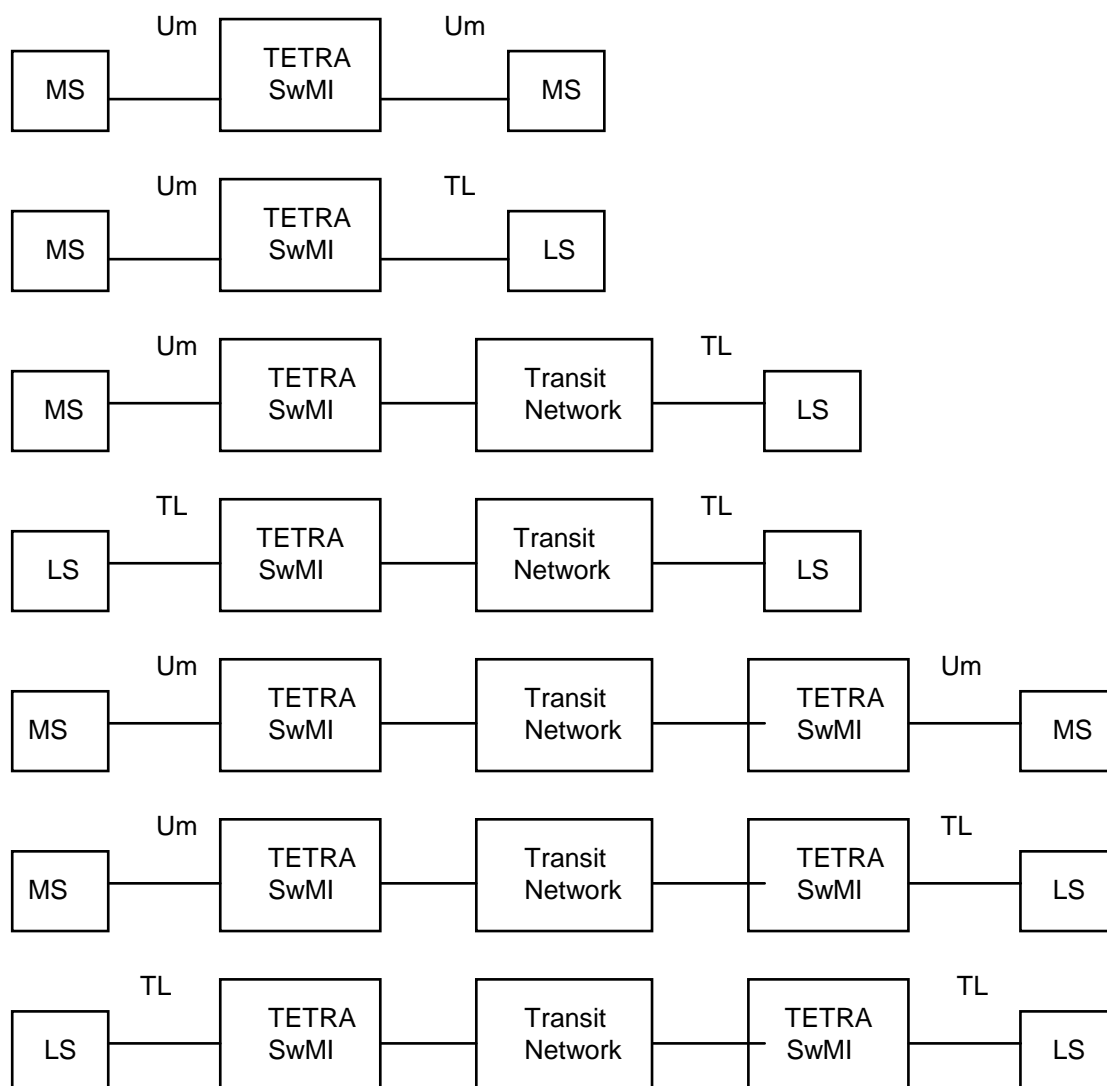 Um Um
MS TETRA SwMI MS
Um TL
MS TETRA SwMI LS
Um TL
MS TETRA SwMI Transit Network LS
TL TL
LS TETRA SwMI Transit Network LS
Um Um
MS TETRA SwMI Transit Network TETRA SwMI MS
Um TL
MS TETRA SwMI Transit Network TETRA SwMI LS
TL TL
LS TETRA SwMI Transit Network TETRA SwMI LS